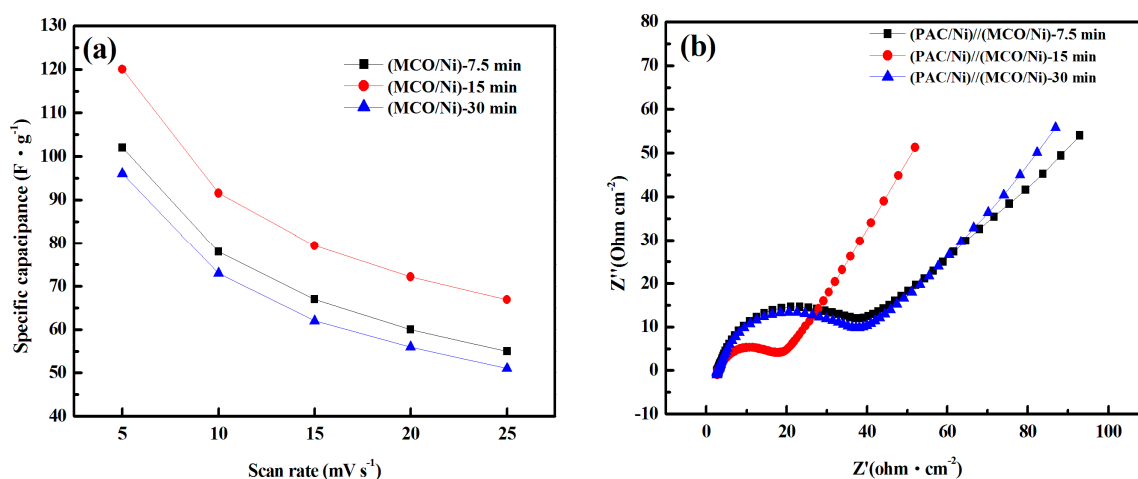 (a)
(MCO/Ni)-7.5 min
(MCO/Ni)-15 min
(MCO/Ni)-30 min
Specific capacipance (F・g⁻¹)
130
120
110
100
90
80
70
60
50
40
5 10 15 20 25
Scan rate (mV s⁻¹)
(b)
(PAC/Ni)//(MCO/Ni)-7.5 min
(PAC/Ni)//(MCO/Ni)-15 min
(PAC/Ni)//(MCO/Ni)-30 min
Z''(Ohm cm⁻²)
80
70
60
50
40
30
20
10
0
-10
0 20 40 60 80 100
Z'(ohm・cm⁻²)